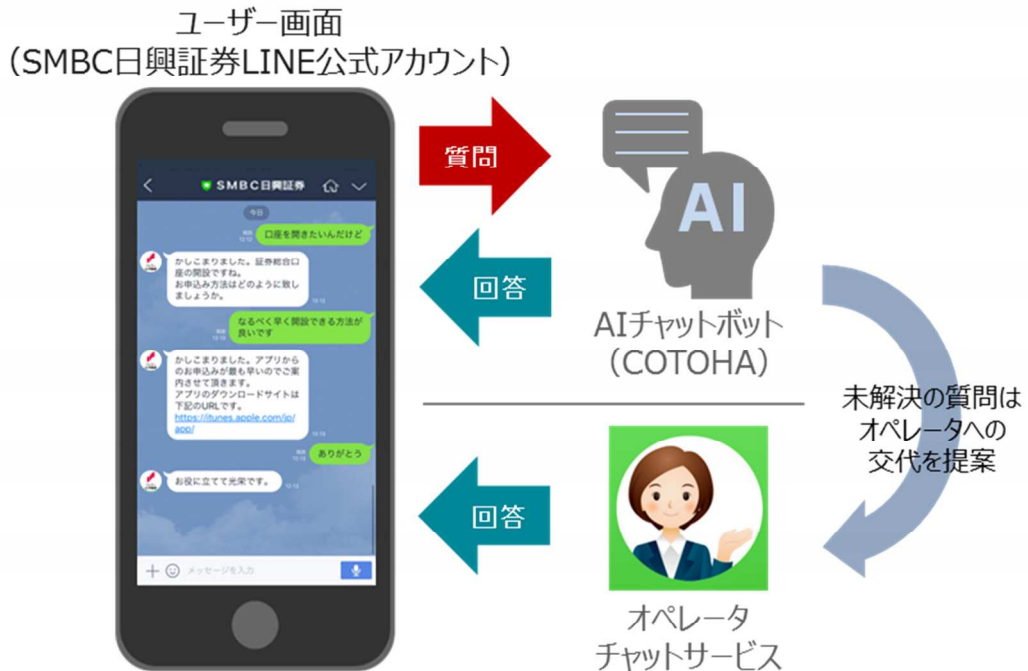 ユーザー画面
（SMBC日興証券LINE公式アカウント）
SMBC日興証券
今日
口座を開きたいんだけど
既読
12:12
かしこまりました。証券総合口
座の開設ですね。
お申込み方法はどのように致し
ましょうか。
12:12
なるべく早く開設できる方法が
良いです
既読
12:12
かしこまりました。アプリから
のお申込みが最も早いのでご案
内させて頂きます。
アプリのダウンロードサイトは
下記のURLです。
https://itunes.apple.com/jp/
app/
ありがとう
お役に立てて光栄です。
メッセージを入力
質問
回答
AI
AIチャットボット
（COTOHA）
未解決の質問は
オペレータへの
交代を提案
回答
オペレータ
チャットサービス